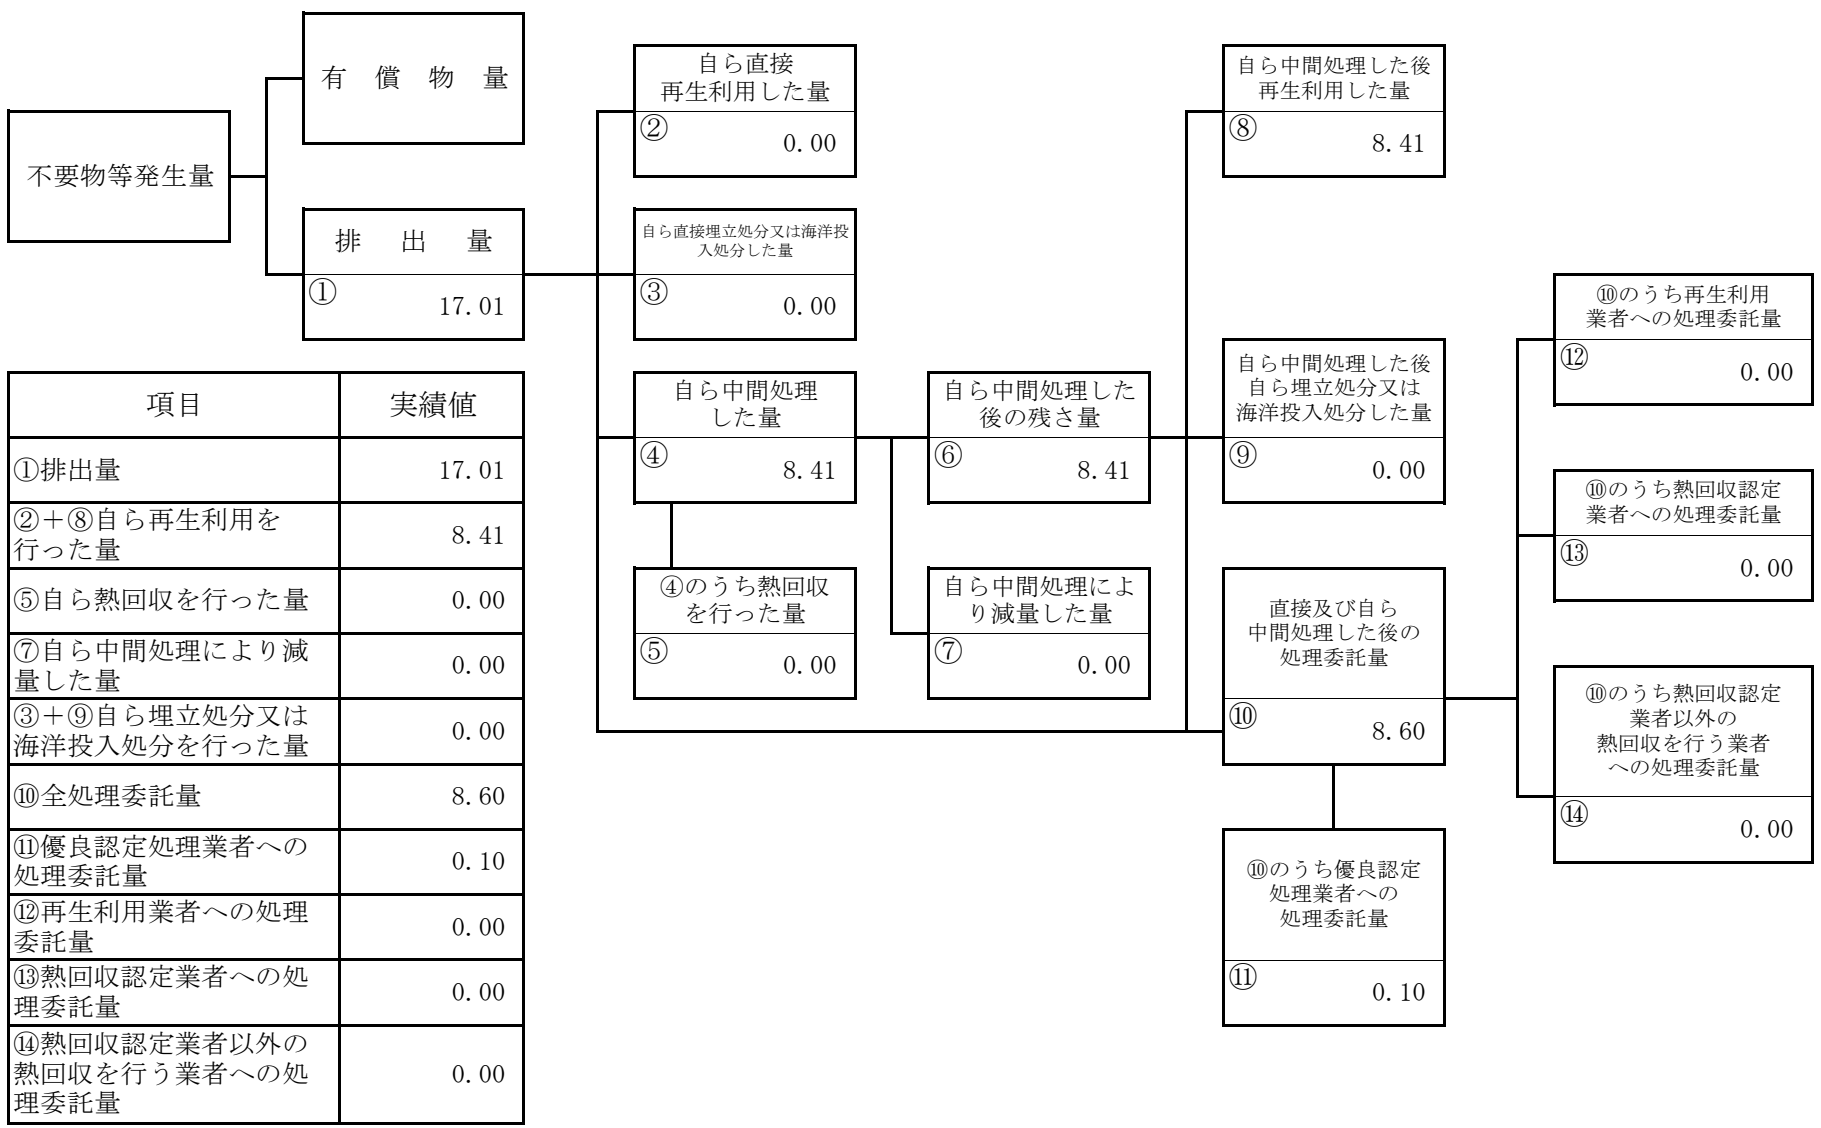 不要物等発生量
有償物量
排出量
①
17.01
自ら直接
再生利用した量
②
0.00
自ら直接埋立処分又は海洋投
入処分した量
③
0.00
自ら中間処理
した量
④
8.41
④のうち熱回収
を行った量
⑤
0.00
自ら中間処理した
後の残さ量
⑥
8.41
自ら中間処理によ
り減量した量
⑦
0.00
自ら中間処理した後
再生利用した量
⑧
8.41
自ら中間処理した後
自ら埋立処分又は
海洋投入処分した量
⑨
0.00
直接及び自ら
中間処理した後の
処理委託量
⑩
8.60
⑩のうち優良認定
処理業者への
処理委託量
⑪
0.10
⑩のうち再生利用
業者への処理委託量
⑫
0.00
⑩のうち熱回収認定
業者への処理委託量
⑬
0.00
⑩のうち熱回収認定
業者以外の
熱回収を行う業者
への処理委託量
⑭
0.00
項目 実績値
①排出量 17.01
②＋⑧自ら再生利用を
行った量 8.41
⑤自ら熱回収を行った量 0.00
⑦自ら中間処理により減
量した量 0.00
③＋⑨自ら埋立処分又は
海洋投入処分を行った量 0.00
⑩全処理委託量 8.60
⑪優良認定処理業者への
処理委託量 0.10
⑫再生利用業者への処理
委託量 0.00
⑬熱回収認定業者への処
理委託量 0.00
⑭熱回収認定業者以外の
熱回収を行う業者への処
理委託量 0.00